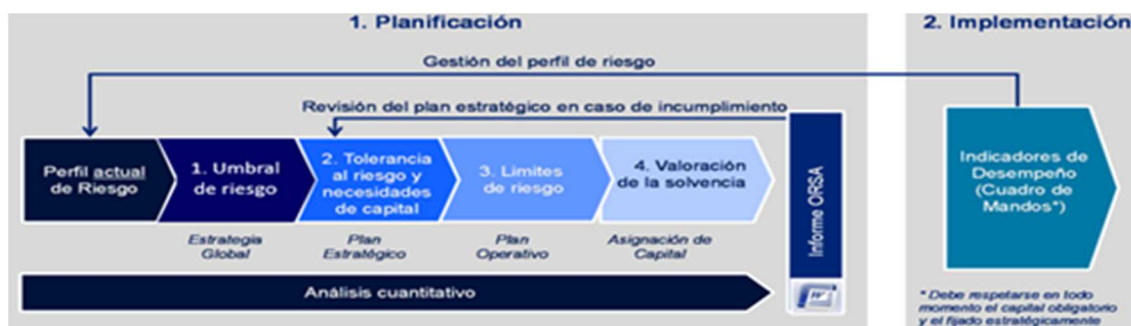 1. Planificación
2. Implementación
Gestión del perfil de riesgo
Revisión del plan estratégico en caso de incumplimiento
Perfil actual
de Riesgo
1. Umbral
de riesgo
2. Tolerancia
al riesgo y
necesidades
de capital
3. Limites
de riesgo
4. Valoración
de la solvencia
Informe ORSA
Indicadores de
Desempeño
(Cuadro de
Mandos*)
Estrategia
Global
Plan
Estratégico
Plan
Operativo
Asignación de
Capital
Análisis cuantitativo
* Debe respetarse en todo
momento el capital obligatorio
y el fijado estratégicamente